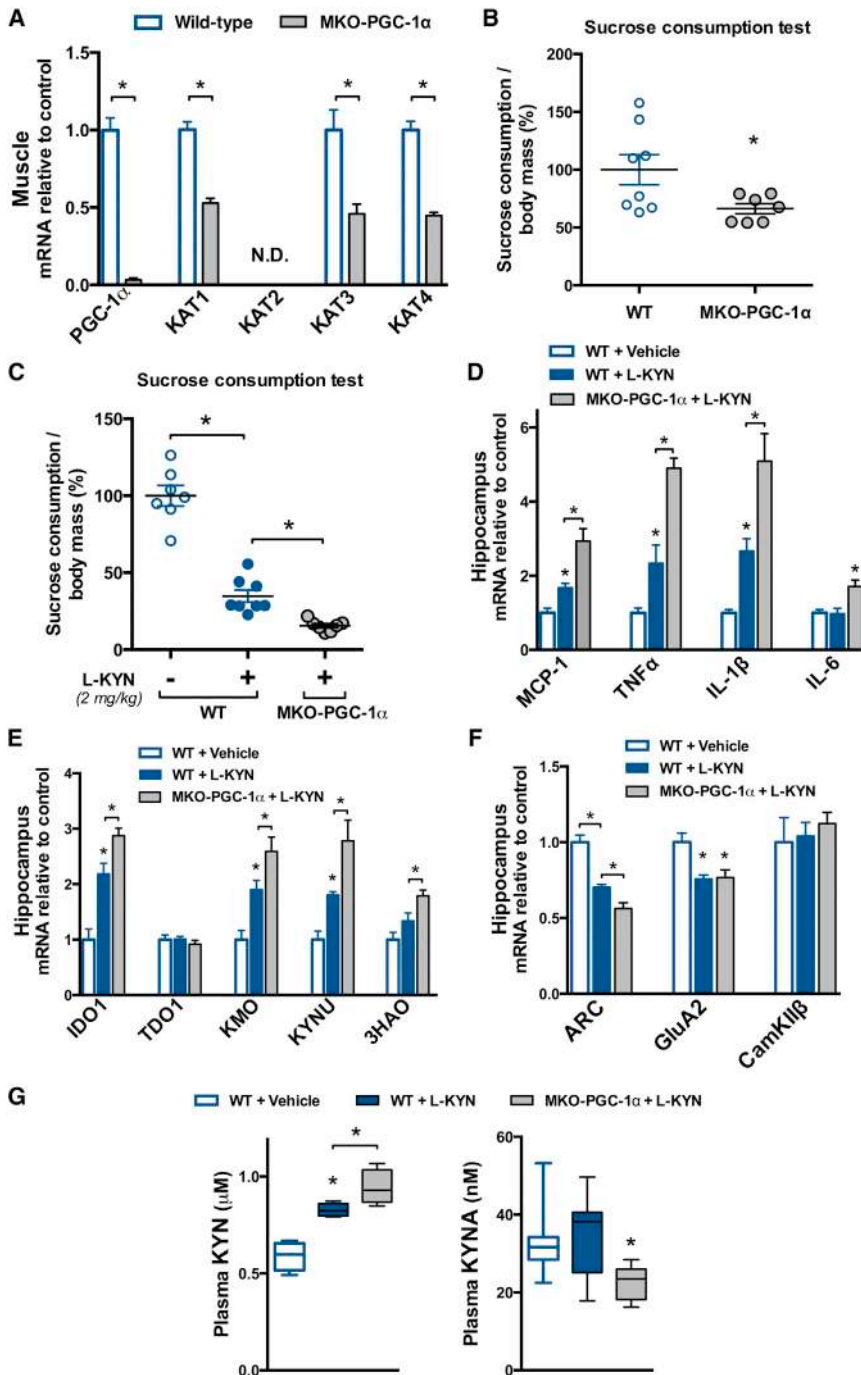 A
Wild-type
MKO-PGC-1α
Muscle
mRNA relative to control
1.5
1.0
0.5
0.0
*
*
*
*
N.D.
PGC-1α
KAT1
KAT2
KAT3
KAT4
B
Sucrose consumption test
Sucrose consumption /
body mass (%)
200
150
100
50
0
*
WT
MKO-PGC-1α
C
Sucrose consumption test
Sucrose consumption /
body mass (%)
150
100
50
0
*
*
L-KYN
(2 mg/kg)
-
+
+
WT
MKO-PGC-1α
D
WT + Vehicle
WT + L-KYN
MKO-PGC-1α + L-KYN
Hippocampus
mRNA relative to control
6
4
2
0
*
*
*
*
*
*
*
MCP-1
TNFα
IL-1β
IL-6
E
WT + Vehicle
WT + L-KYN
MKO-PGC-1α + L-KYN
Hippocampus
mRNA relative to control
4
3
2
1
0
*
*
*
*
*
*
*
IDO1
TDO1
KMO
KYNU
3HAO
F
WT + Vehicle
WT + L-KYN
MKO-PGC-1α + L-KYN
Hippocampus
mRNA relative to control
1.5
1.0
0.5
0.0
*
*
*
*
ARC
GluA2
CamKIIβ
G
WT + Vehicle
WT + L-KYN
MKO-PGC-1α + L-KYN
Plasma KYN (μM)
1.0
0.5
0.0
*
*
Plasma KYNA (nM)
60
40
20
0
*